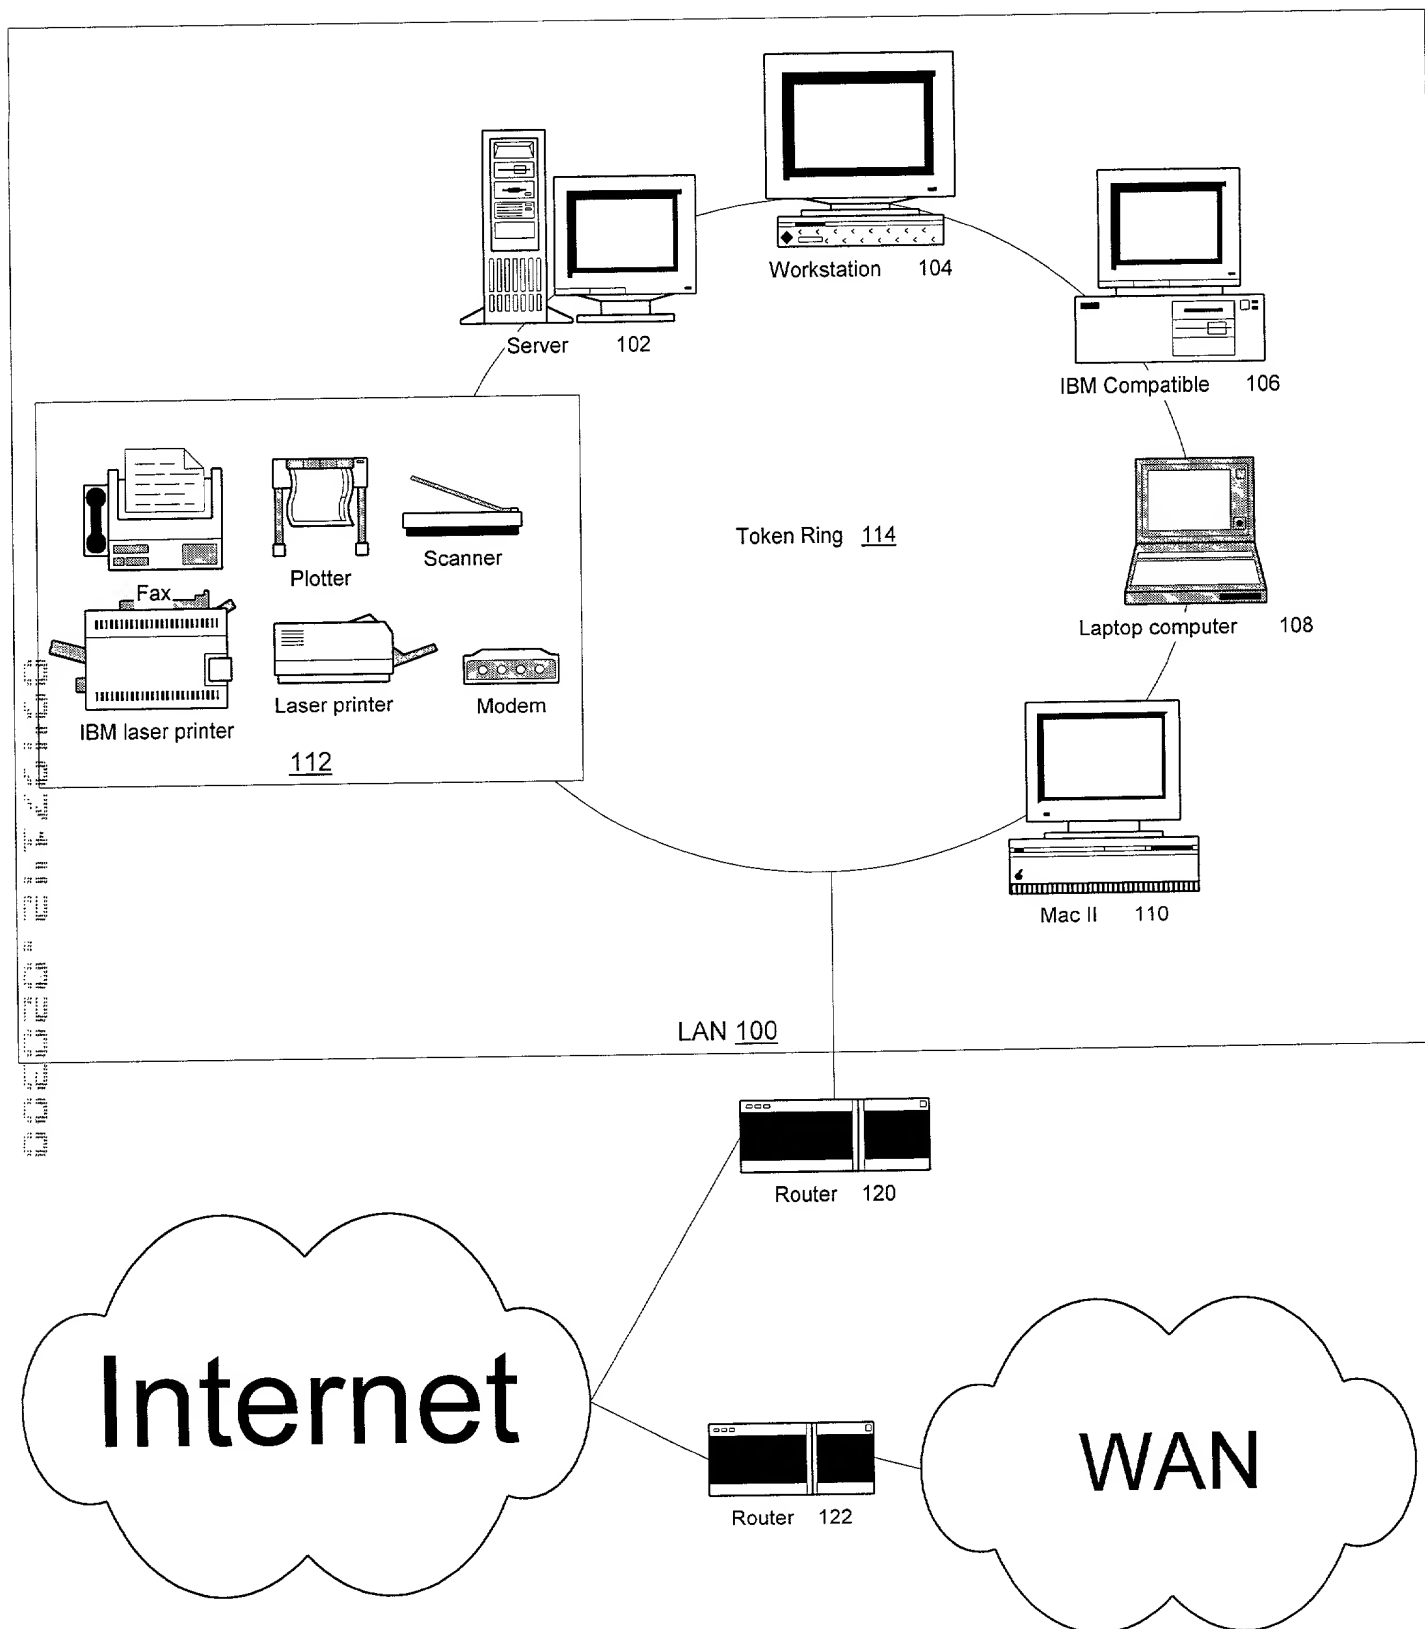 Workstation 104
Server 102
IBM Compatible 106
Fax
Plotter
Scanner
Token Ring 114
Laptop computer 108
IBM laser printer
Laser printer
Modem
112
Mac II 110
LAN 100
Router 120
Internet
WAN
Router 122